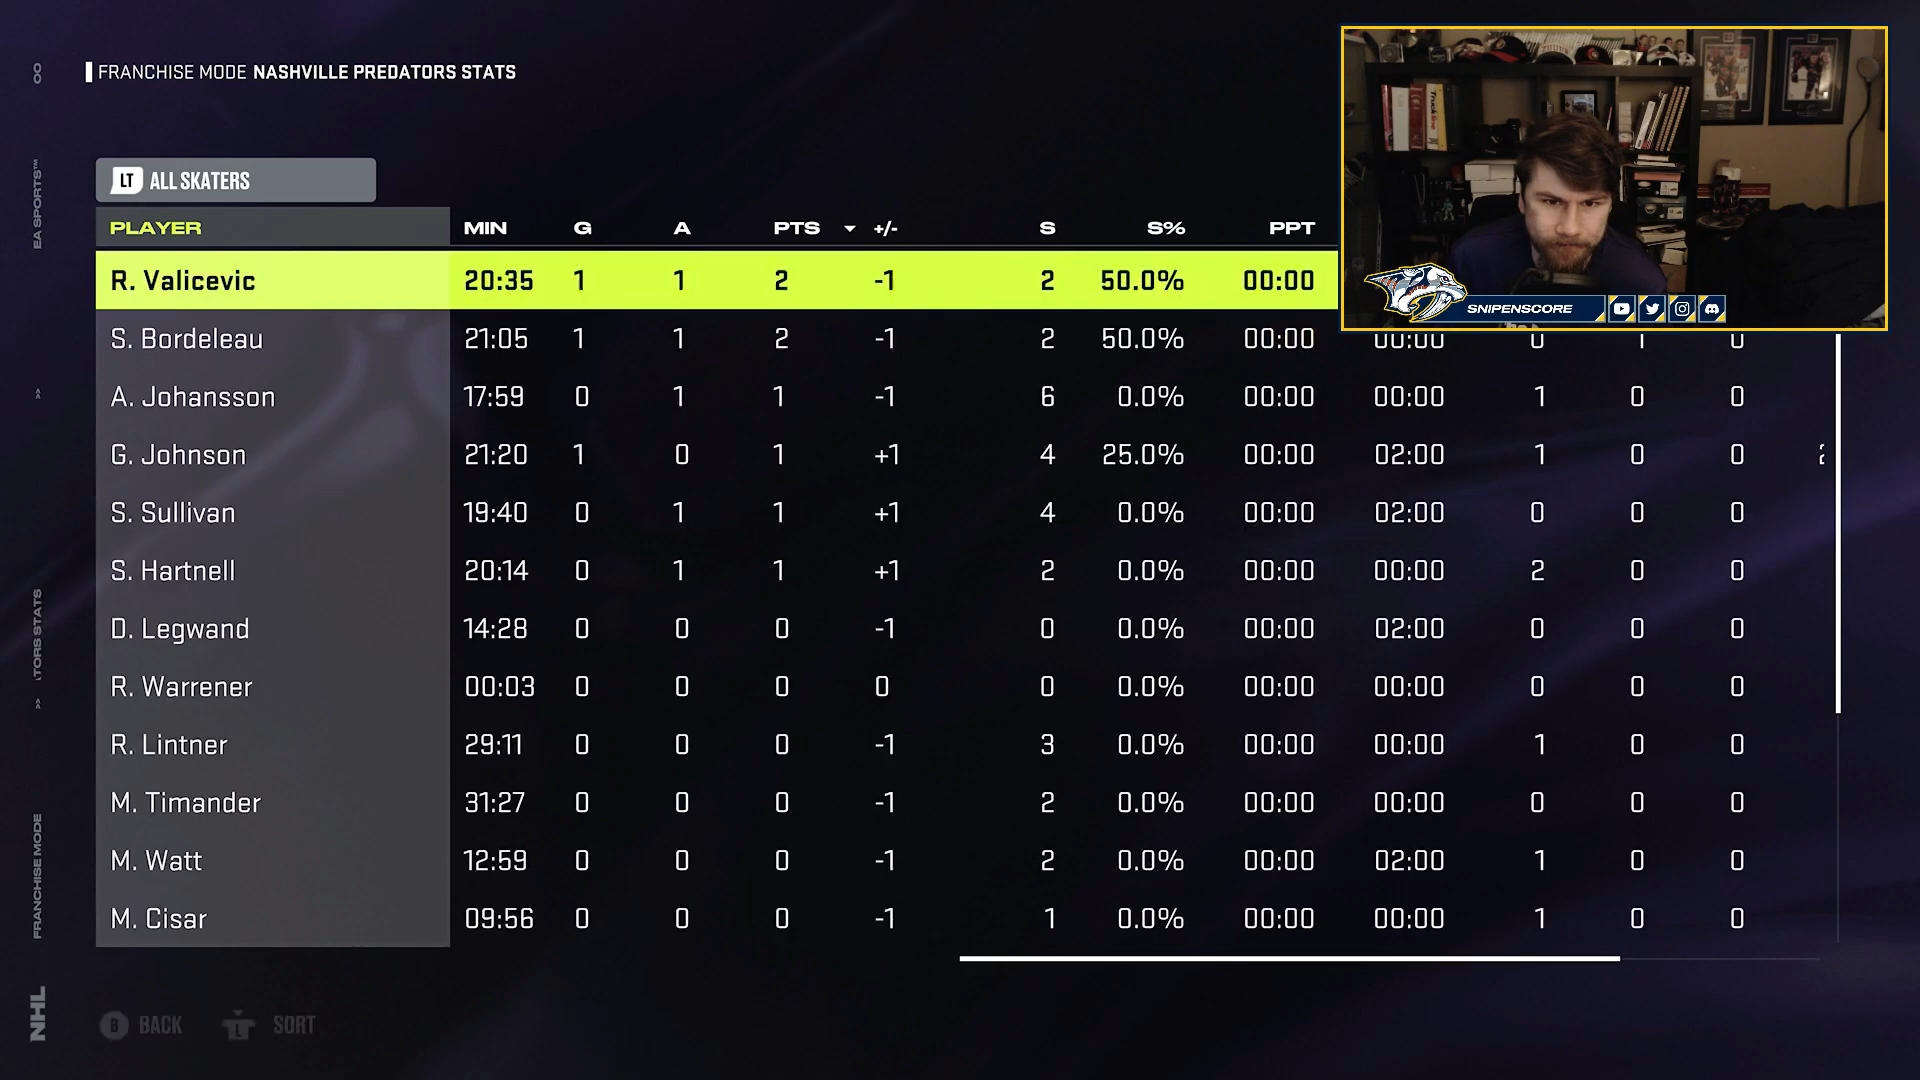 FRANCHISE MODE NASHVILLE PREDATORS STATS
LT ALL SKATERS
PLAYER MIN G A PTS +/- S S% PPT
R. Valicevic 20:35 1 1 2 -1 2 50.0% 00:00
S. Bordeleau 21:05 1 1 2 -1 2 50.0% 00:00 00:00 0 1 0
A. Johansson 17:59 0 1 1 -1 6 0.0% 00:00 00:00 1 0 0
G. Johnson 21:20 1 0 1 +1 4 25.0% 00:00 02:00 1 0 0
S. Sullivan 19:40 0 1 1 +1 4 0.0% 00:00 02:00 0 0 0
S. Hartnell 20:14 0 1 1 +1 2 0.0% 00:00 00:00 2 0 0
D. Legwand 14:28 0 0 0 -1 0 0.0% 00:00 02:00 0 0 0
R. Warrener 00:03 0 0 0 0 0 0.0% 00:00 00:00 0 0 0
R. Lintner 29:11 0 0 0 -1 3 0.0% 00:00 00:00 1 0 0
M. Timander 31:27 0 0 0 -1 2 0.0% 00:00 00:00 0 0 0
M. Watt 12:59 0 0 0 -1 2 0.0% 00:00 02:00 1 0 0
M. Cisar 09:56 0 0 0 -1 1 0.0% 00:00 00:00 1 0 0
B BACK L SORT
SNIPENSCORE
EA SPORTS™
TORS STATS
FRANCHISE MODE
NHL